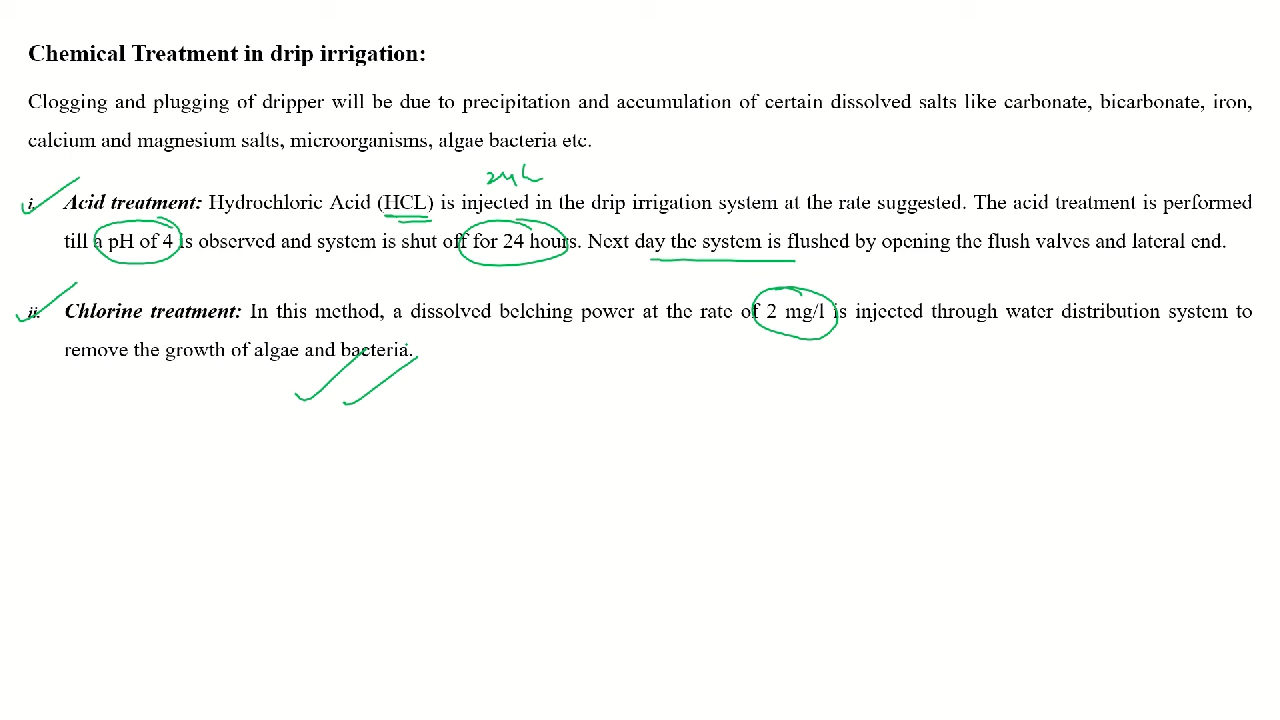 Chemical Treatment in drip irrigation:
Clogging and plugging of dripper will be due to precipitation and accumulation of certain dissolved salts like carbonate, bicarbonate, iron,
calcium and magnesium salts, microorganisms, algae bacteria etc.
24h
i. Acid treatment: Hydrochloric Acid (HCL) is injected in the drip irrigation system at the rate suggested. The acid treatment is performed
till a pH of 4 is observed and system is shut off for 24 hours. Next day the system is flushed by opening the flush valves and lateral end.
ii. Chlorine treatment: In this method, a dissolved belching power at the rate of 2 mg/l is injected through water distribution system to
remove the growth of algae and bacteria.